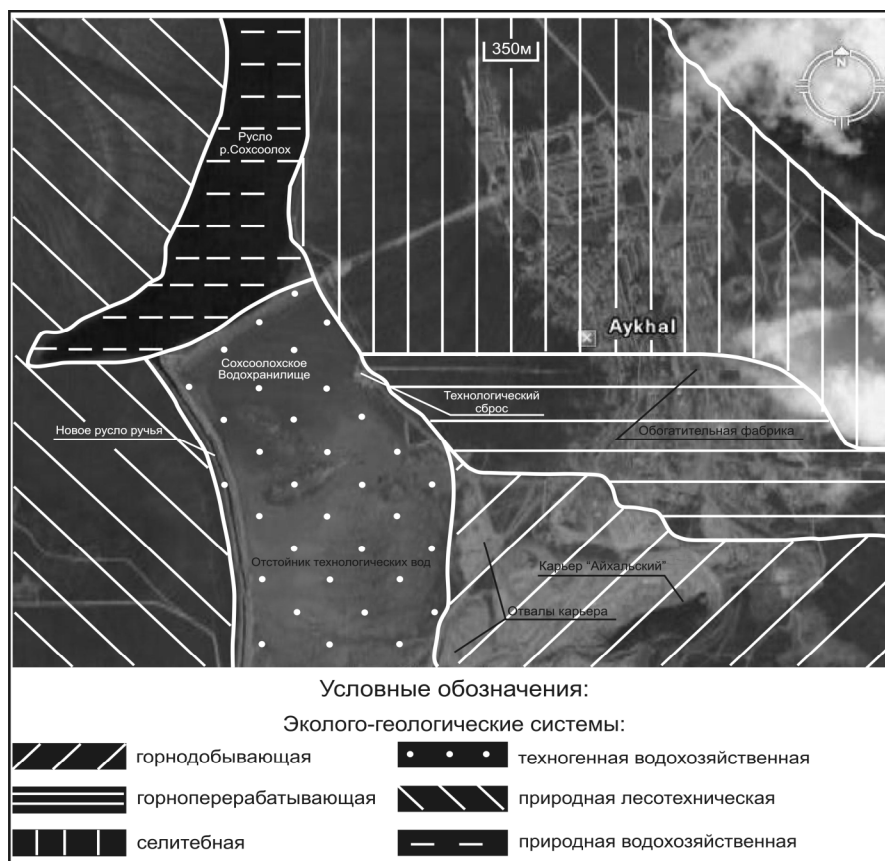 350м
N
Русло
р.Сохсоолох
Aykhal
Сохсоолохское
Водохранилище
Технологический
сброс
Новое русло ручья
Обогатительная фабрика
Отстойник технологических вод
Карьер "Айхальский"
Отвалы карьера
Условные обозначения:
Эколого-геологические системы:
горнодобывающая
техногенная водохозяйственная
горноперерабатывающая
природная лесотехническая
селитебная
природная водохозяйственная